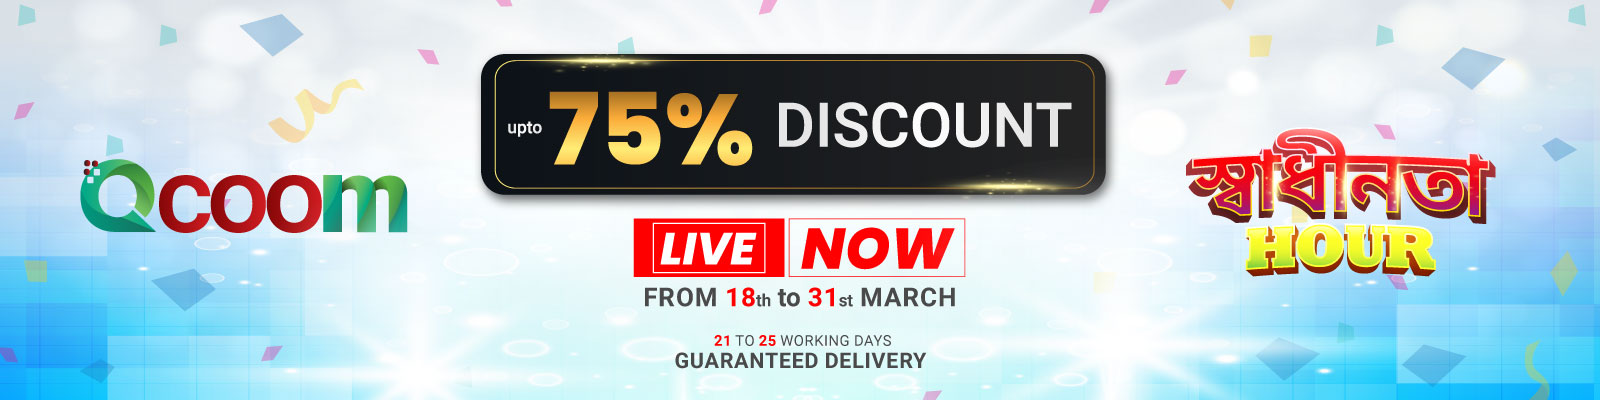 Qcoom
upto 75% DISCOUNT
LIVE NOW
FROM 18th to 31st MARCH
21 TO 25 WORKING DAYS
GUARANTEED DELIVERY
স্বাধীনতা
HOUR